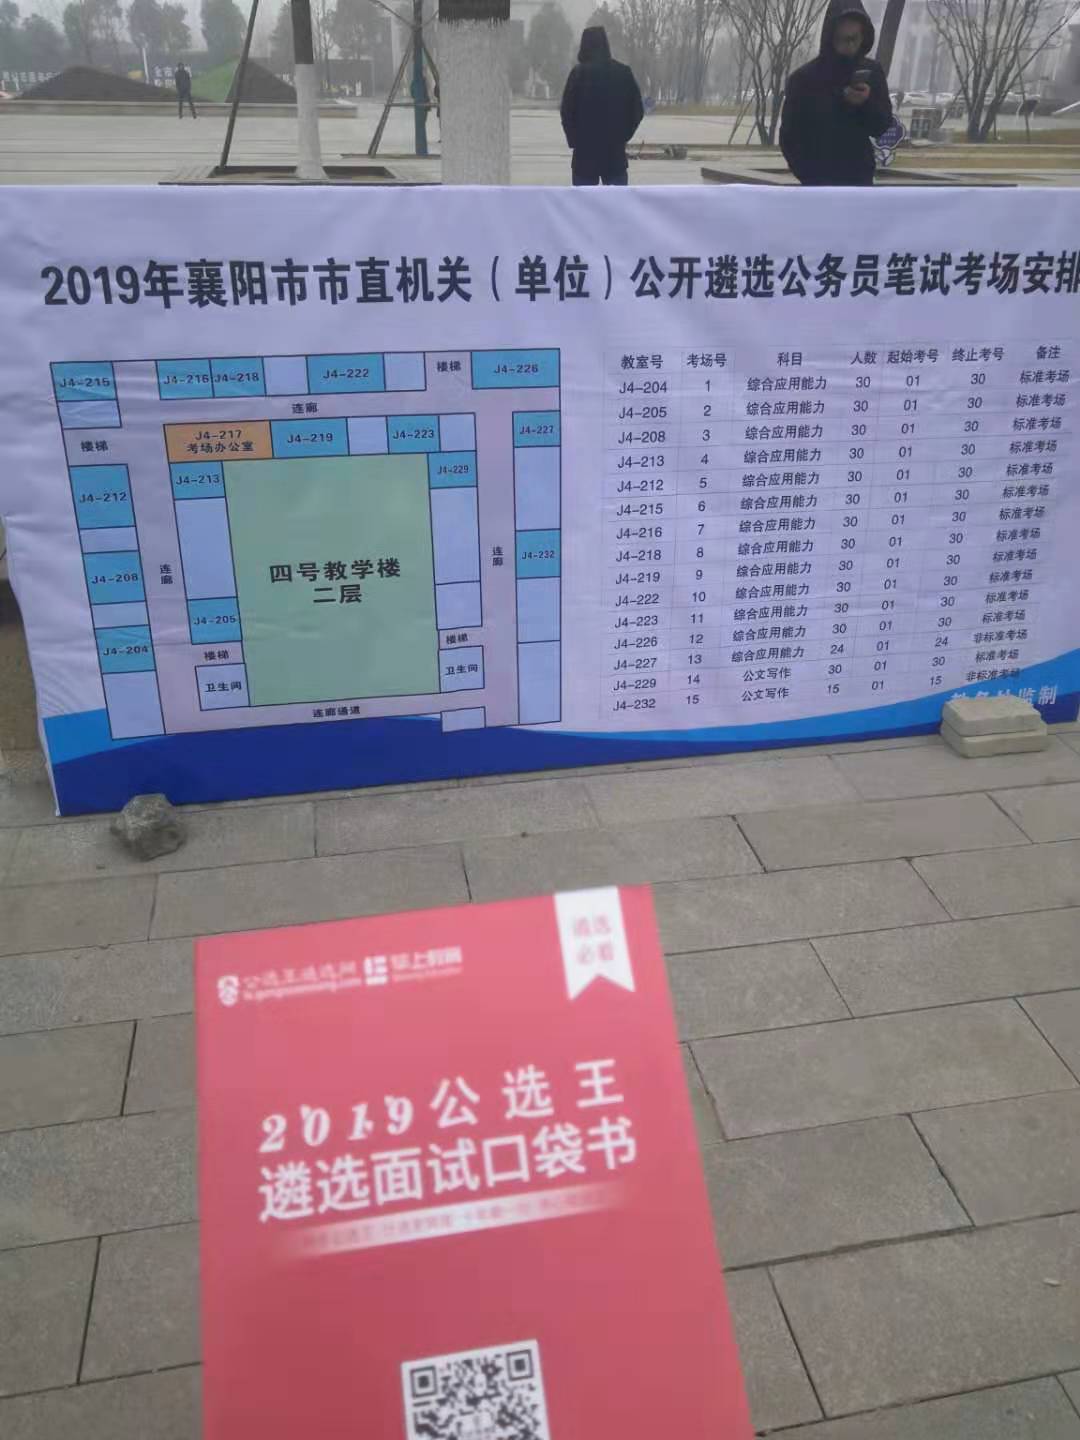 2019年襄阳市市直机关（单位）公开遴选公务员笔试考场安排
J4-215
J4-216
J4-218
J4-222
楼梯
J4-226
连廊
楼梯
J4-217
考场办公室
J4-219
J4-223
J4-227
J4-213
J4-229
J4-212
连廊
四号教学楼
二层
连廊
J4-232
J4-208
J4-205
J4-204
楼梯
楼梯
卫生间
卫生间
连廊通道
教室号 考场号 科目 人数 起始考号 终止考号 备注
J4-204 1 综合应用能力 30 01 30 标准考场
J4-205 2 综合应用能力 30 01 30 标准考场
J4-208 3 综合应用能力 30 01 30 标准考场
J4-213 4 综合应用能力 30 01 30 标准考场
J4-212 5 综合应用能力 30 01 30 标准考场
J4-215 6 综合应用能力 30 01 30 标准考场
J4-216 7 综合应用能力 30 01 30 标准考场
J4-218 8 综合应用能力 30 01 30 标准考场
J4-219 9 综合应用能力 30 01 30 标准考场
J4-222 10 综合应用能力 30 01 30 标准考场
J4-223 11 综合应用能力 30 01 30 标准考场
J4-226 12 综合应用能力 30 01 30 标准考场
J4-227 13 综合应用能力 24 01 24 非标准考场
J4-229 14 公文写作 30 01 30 标准考场
J4-232 15 公文写作 15 01 15 非标准考场
监制
遴选
必看
公选王遴选网
华上教育
2019公选王
遴选面试口袋书